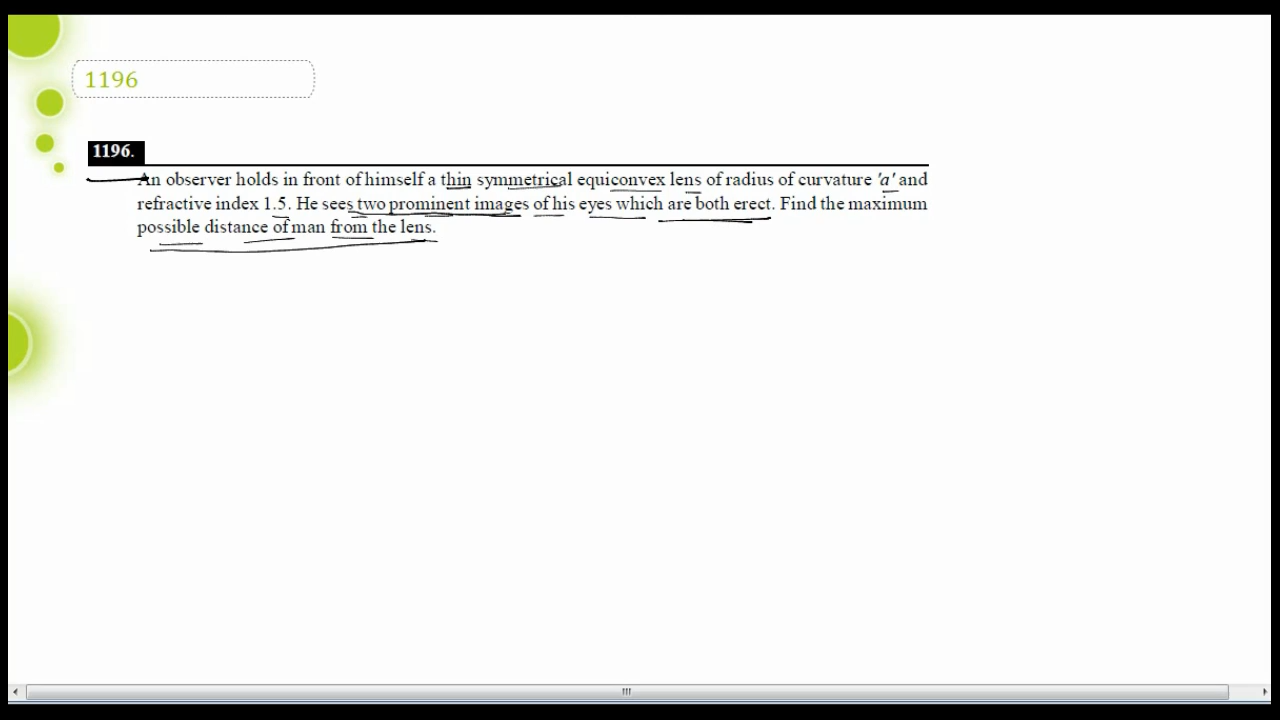 1196
1196.
An observer holds in front of himself a thin symmetrical equiconvex lens of radius of curvature 'a' and
refractive index 1.5. He sees two prominent images of his eyes which are both erect. Find the maximum
possible distance of man from the lens.